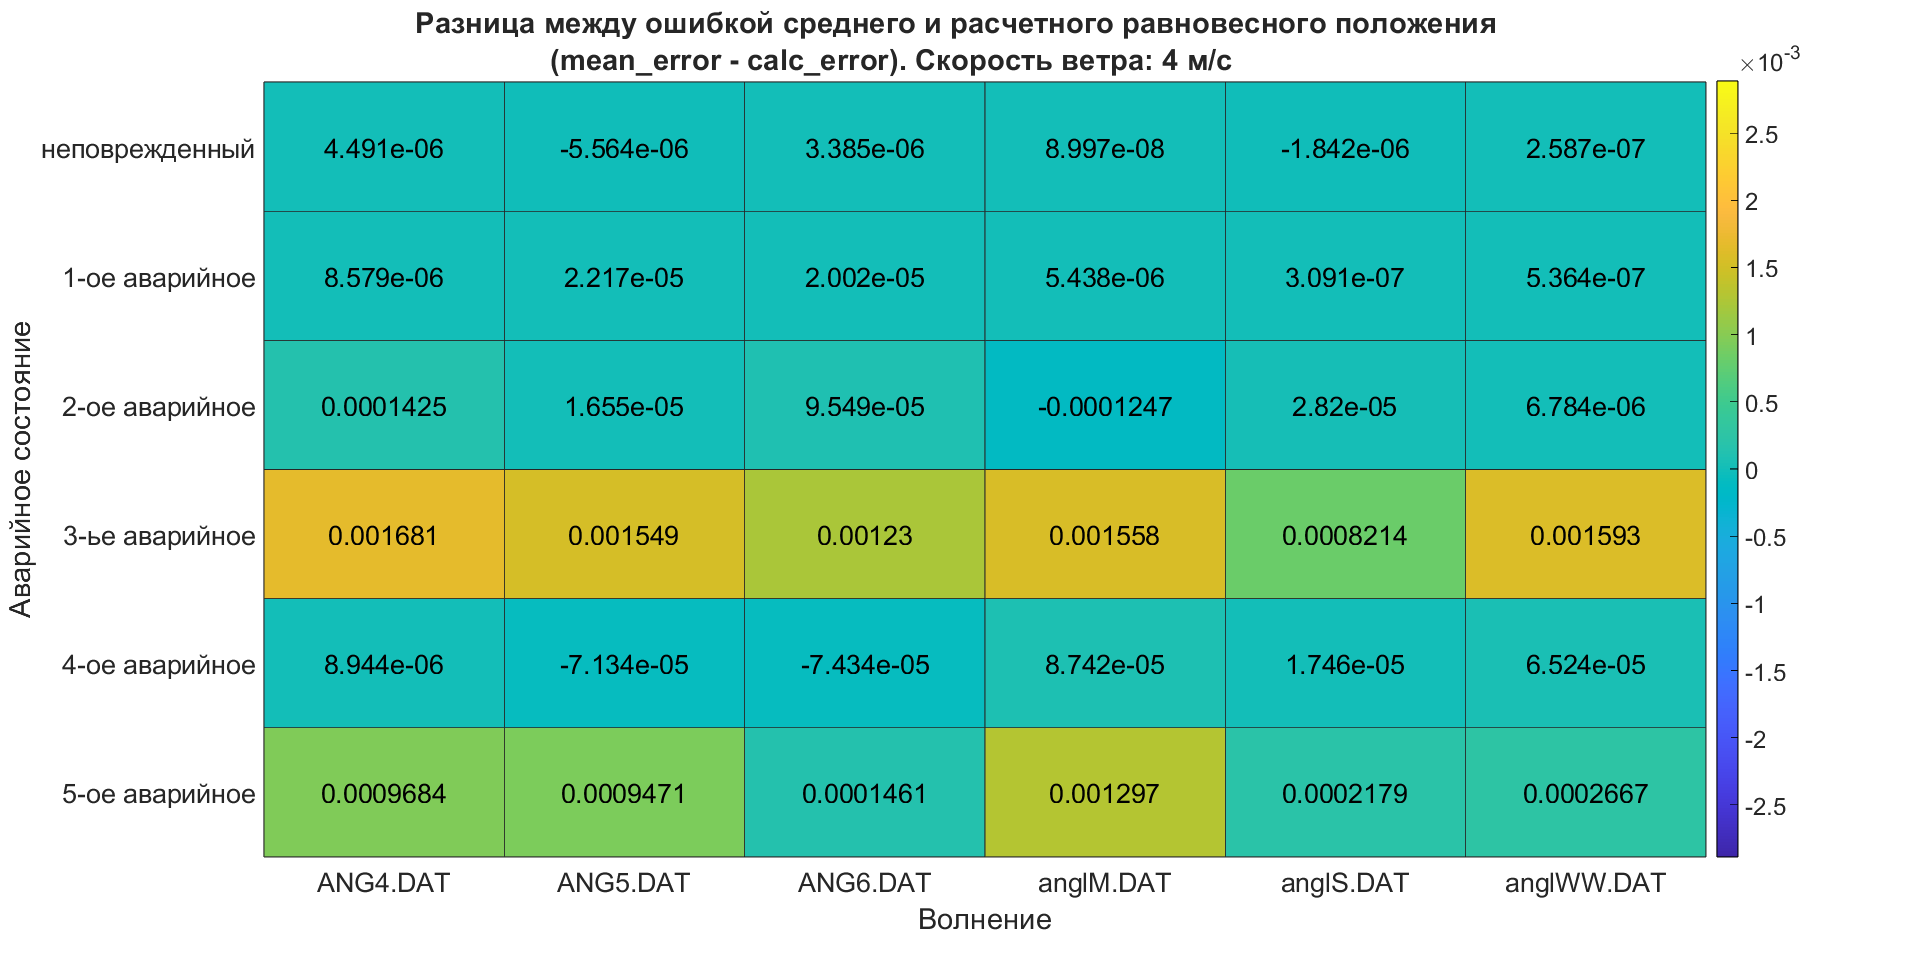 Разница между ошибкой среднего и расчетного равновесного положения
(mean_error - calc_error). Скорость ветра: 4 м/с
×10-3
неповрежденный 4.491e-06 -5.564e-06 3.385e-06 8.997e-08 -1.842e-06 2.587e-07
1-ое аварийное 8.579e-06 2.217e-05 2.002e-05 5.438e-06 3.091e-07 5.364e-07
2-ое аварийное 0.0001425 1.655e-05 9.549e-05 -0.0001247 2.82e-05 6.784e-06
3-ье аварийное 0.001681 0.001549 0.00123 0.001558 0.0008214 0.001593
4-ое аварийное 8.944e-06 -7.134e-05 -7.434e-05 8.742e-05 1.746e-05 6.524e-05
5-ое аварийное 0.0009684 0.0009471 0.0001461 0.001297 0.0002179 0.0002667
ANG4.DAT ANG5.DAT ANG6.DAT anglM.DAT anglS.DAT anglWW.DAT
Волнение
Аварийное состояние
2.5
2
1.5
1
0.5
0
-0.5
-1
-1.5
-2
-2.5